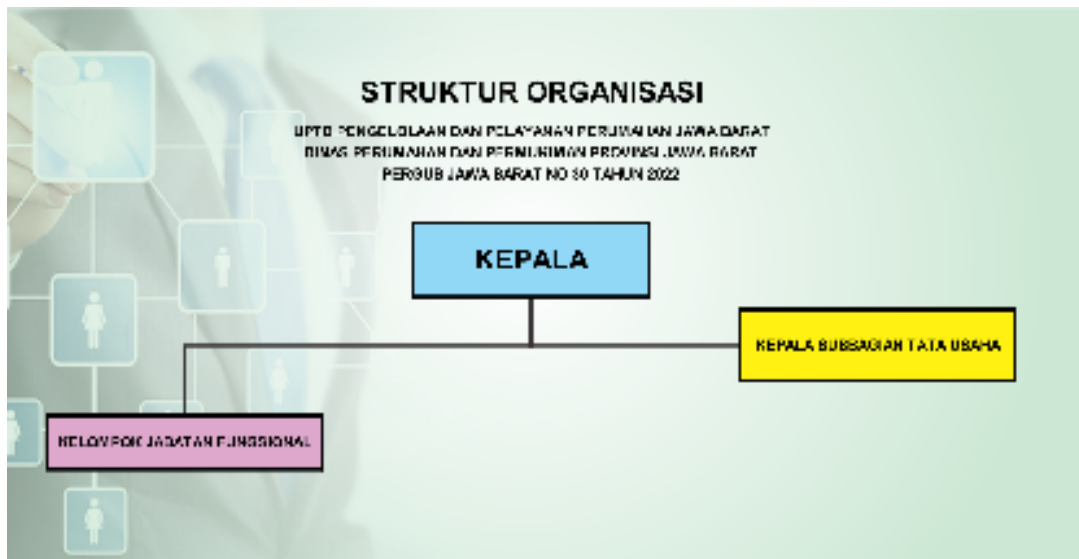 STRUKTUR ORGANISASI
UPTD PENGELOLAAN DAN PELAYANAN PERUMAHAN JAWA BARAT
DINAS PERUMAHAN DAN PERMUKIMAN PROVINSI JAWA BARAT
PERGUB JAWA BARAT NO 30 TAHUN 2022
KEPALA
KEPALA SUBBAGIAN TATA USAHA
KELOMPOK JABATAN FUNGSIONAL